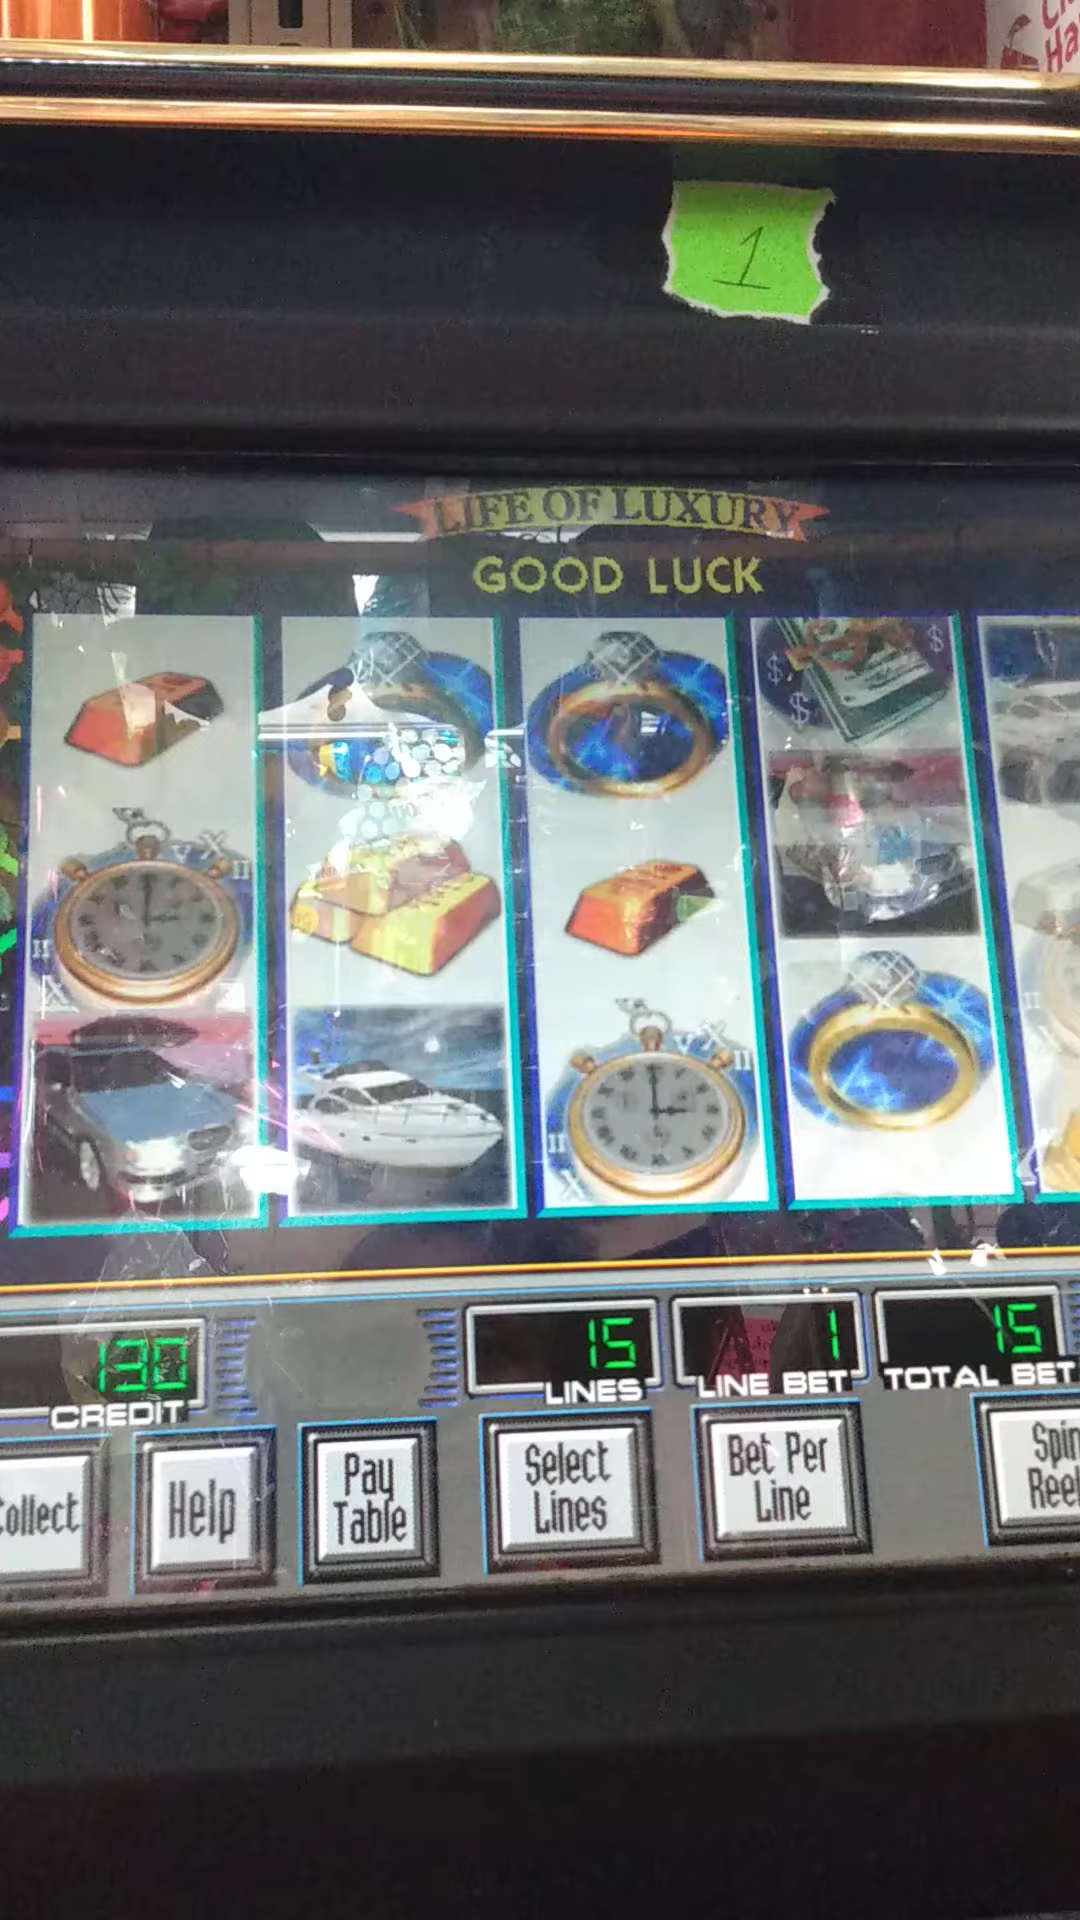 1
LIFE OF LUXURY
GOOD LUCK
130
CREDIT
15
LINES
1
LINE BET
15
TOTAL BET
Collect
Help
Pay
Table
Select
Lines
Bet Per
Line
Spin